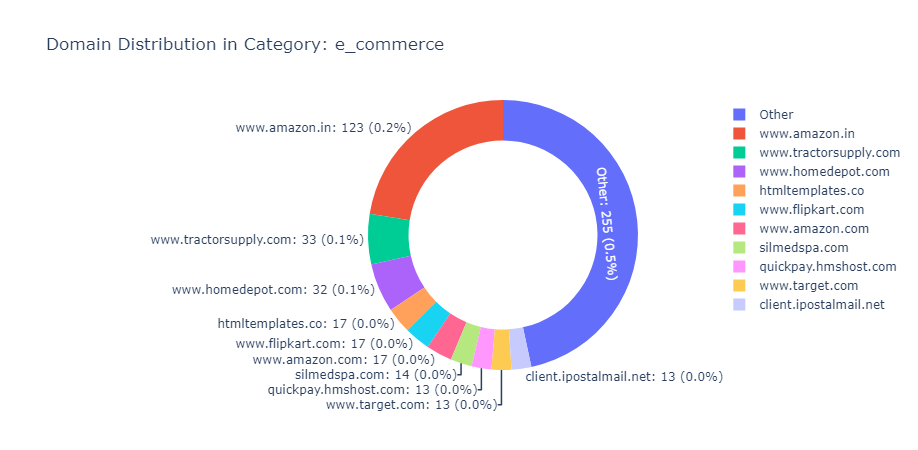 Domain Distribution in Category: e_commerce
www.amazon.in: 123 (0.2%)
www.tractorsupply.com: 33 (0.1%)
www.homedepot.com: 32 (0.1%)
htmltemplates.co: 17 (0.0%)
www.flipkart.com: 17 (0.0%)
www.amazon.com: 17 (0.0%)
silmedspa.com: 14 (0.0%)
quickpay.hmshost.com: 13 (0.0%)
www.target.com: 13 (0.0%)
client.ipostalmail.net: 13 (0.0%)
Other: 255 (0.5%)
Other
www.amazon.in
www.tractorsupply.com
www.homedepot.com
htmltemplates.co
www.flipkart.com
www.amazon.com
silmedspa.com
quickpay.hmshost.com
www.target.com
client.ipostalmail.net